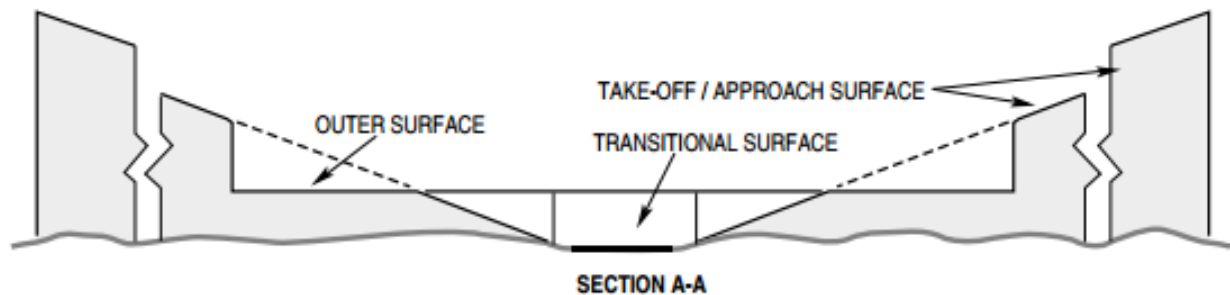 TAKE-OFF / APPROACH SURFACE
OUTER SURFACE
TRANSITIONAL SURFACE
SECTION A-A